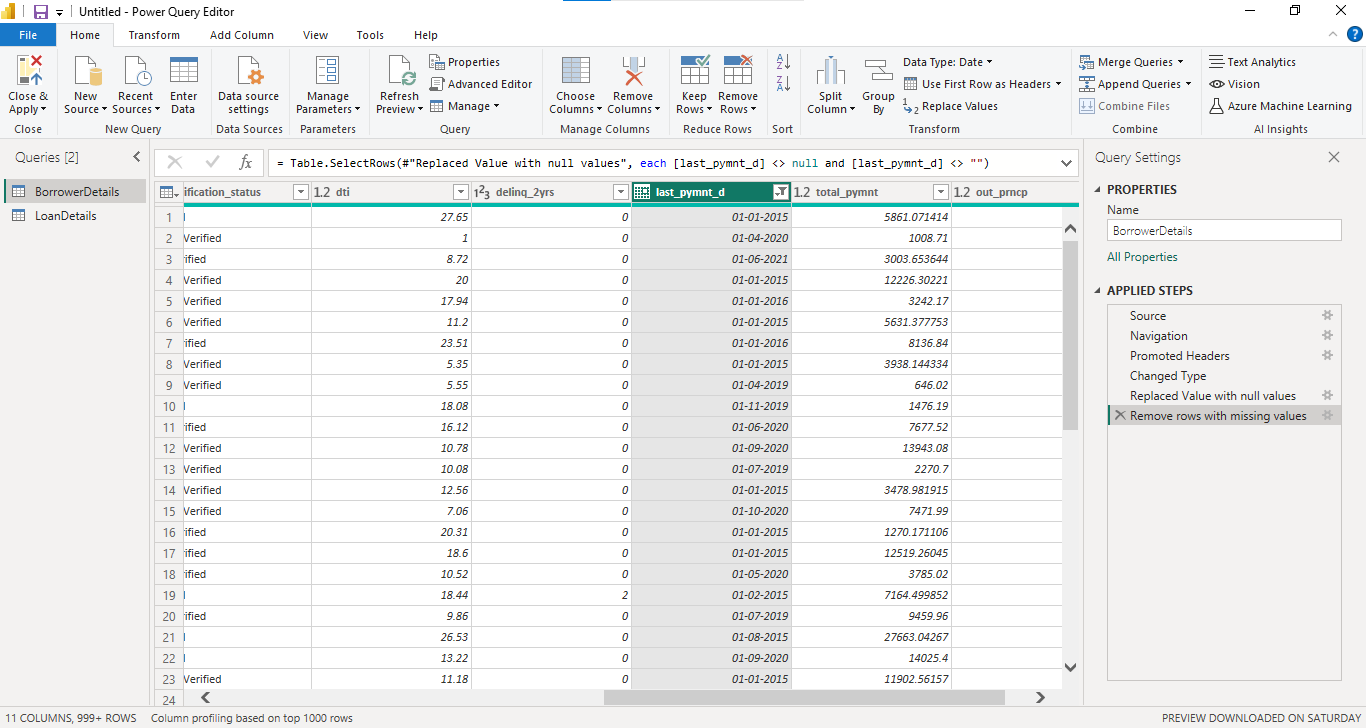 Untitled - Power Query Editor
File Home Transform Add Column View Tools Help
Close & Apply
Close
New Source
Recent Sources
Enter Data
New Query
Data source settings
Data Sources
Manage Parameters
Parameters
Refresh Preview
Properties
Advanced Editor
Manage
Query
Choose Columns
Remove Columns
Manage Columns
Keep Rows
Remove Rows
Reduce Rows
A
Z
Z
A
Sort
Split Column
Group By
Data Type: Date
Use First Row as Headers
1 2 Replace Values
Transform
Merge Queries
Append Queries
Combine Files
Combine
Text Analytics
Vision
Azure Machine Learning
AI Insights
Queries [2]
BorrowerDetails
LoanDetails
fx = Table.SelectRows(#"Replaced Value with null values", each [last_pymnt_d] <> null and [last_pymnt_d] <> "")
ification_status 1.2 dti 123 delinq_2yrs last_pymnt_d 1.2 total_pymnt 1.2 out_prncp
1 27.65 0 01-01-2015 5861.071414
2 Verified 1 0 01-04-2020 1008.71
3 rified 8.72 0 01-06-2021 3003.653644
4 Verified 20 0 01-01-2015 12226.30221
5 Verified 17.94 0 01-01-2016 3242.17
6 Verified 11.2 0 01-01-2015 5631.377753
7 rified 23.51 0 01-01-2016 8136.84
8 Verified 5.35 0 01-01-2015 3938.144334
9 Verified 5.55 0 01-04-2019 646.02
10 18.08 0 01-11-2019 1476.19
11 rified 16.12 0 01-06-2020 7677.52
12 Verified 10.78 0 01-09-2020 13943.08
13 Verified 10.08 0 01-07-2019 2270.7
14 Verified 12.56 0 01-01-2015 3478.981915
15 Verified 7.06 0 01-10-2020 7471.99
16 rified 20.31 0 01-01-2015 1270.171106
17 rified 18.6 0 01-01-2015 12519.26045
18 rified 10.52 0 01-05-2020 3785.02
19 18.44 2 01-02-2015 7164.499852
20 rified 9.86 0 01-07-2019 9459.96
21 26.53 0 01-08-2015 27663.04267
22 13.22 0 01-09-2020 14025.4
23 Verified 11.18 0 01-01-2015 11902.56157
24
Query Settings
PROPERTIES
Name
BorrowerDetails
All Properties
APPLIED STEPS
Source
Navigation
Promoted Headers
Changed Type
Replaced Value with null values
Remove rows with missing values
11 COLUMNS, 999+ ROWS Column profiling based on top 1000 rows PREVIEW DOWNLOADED ON SATURDAY